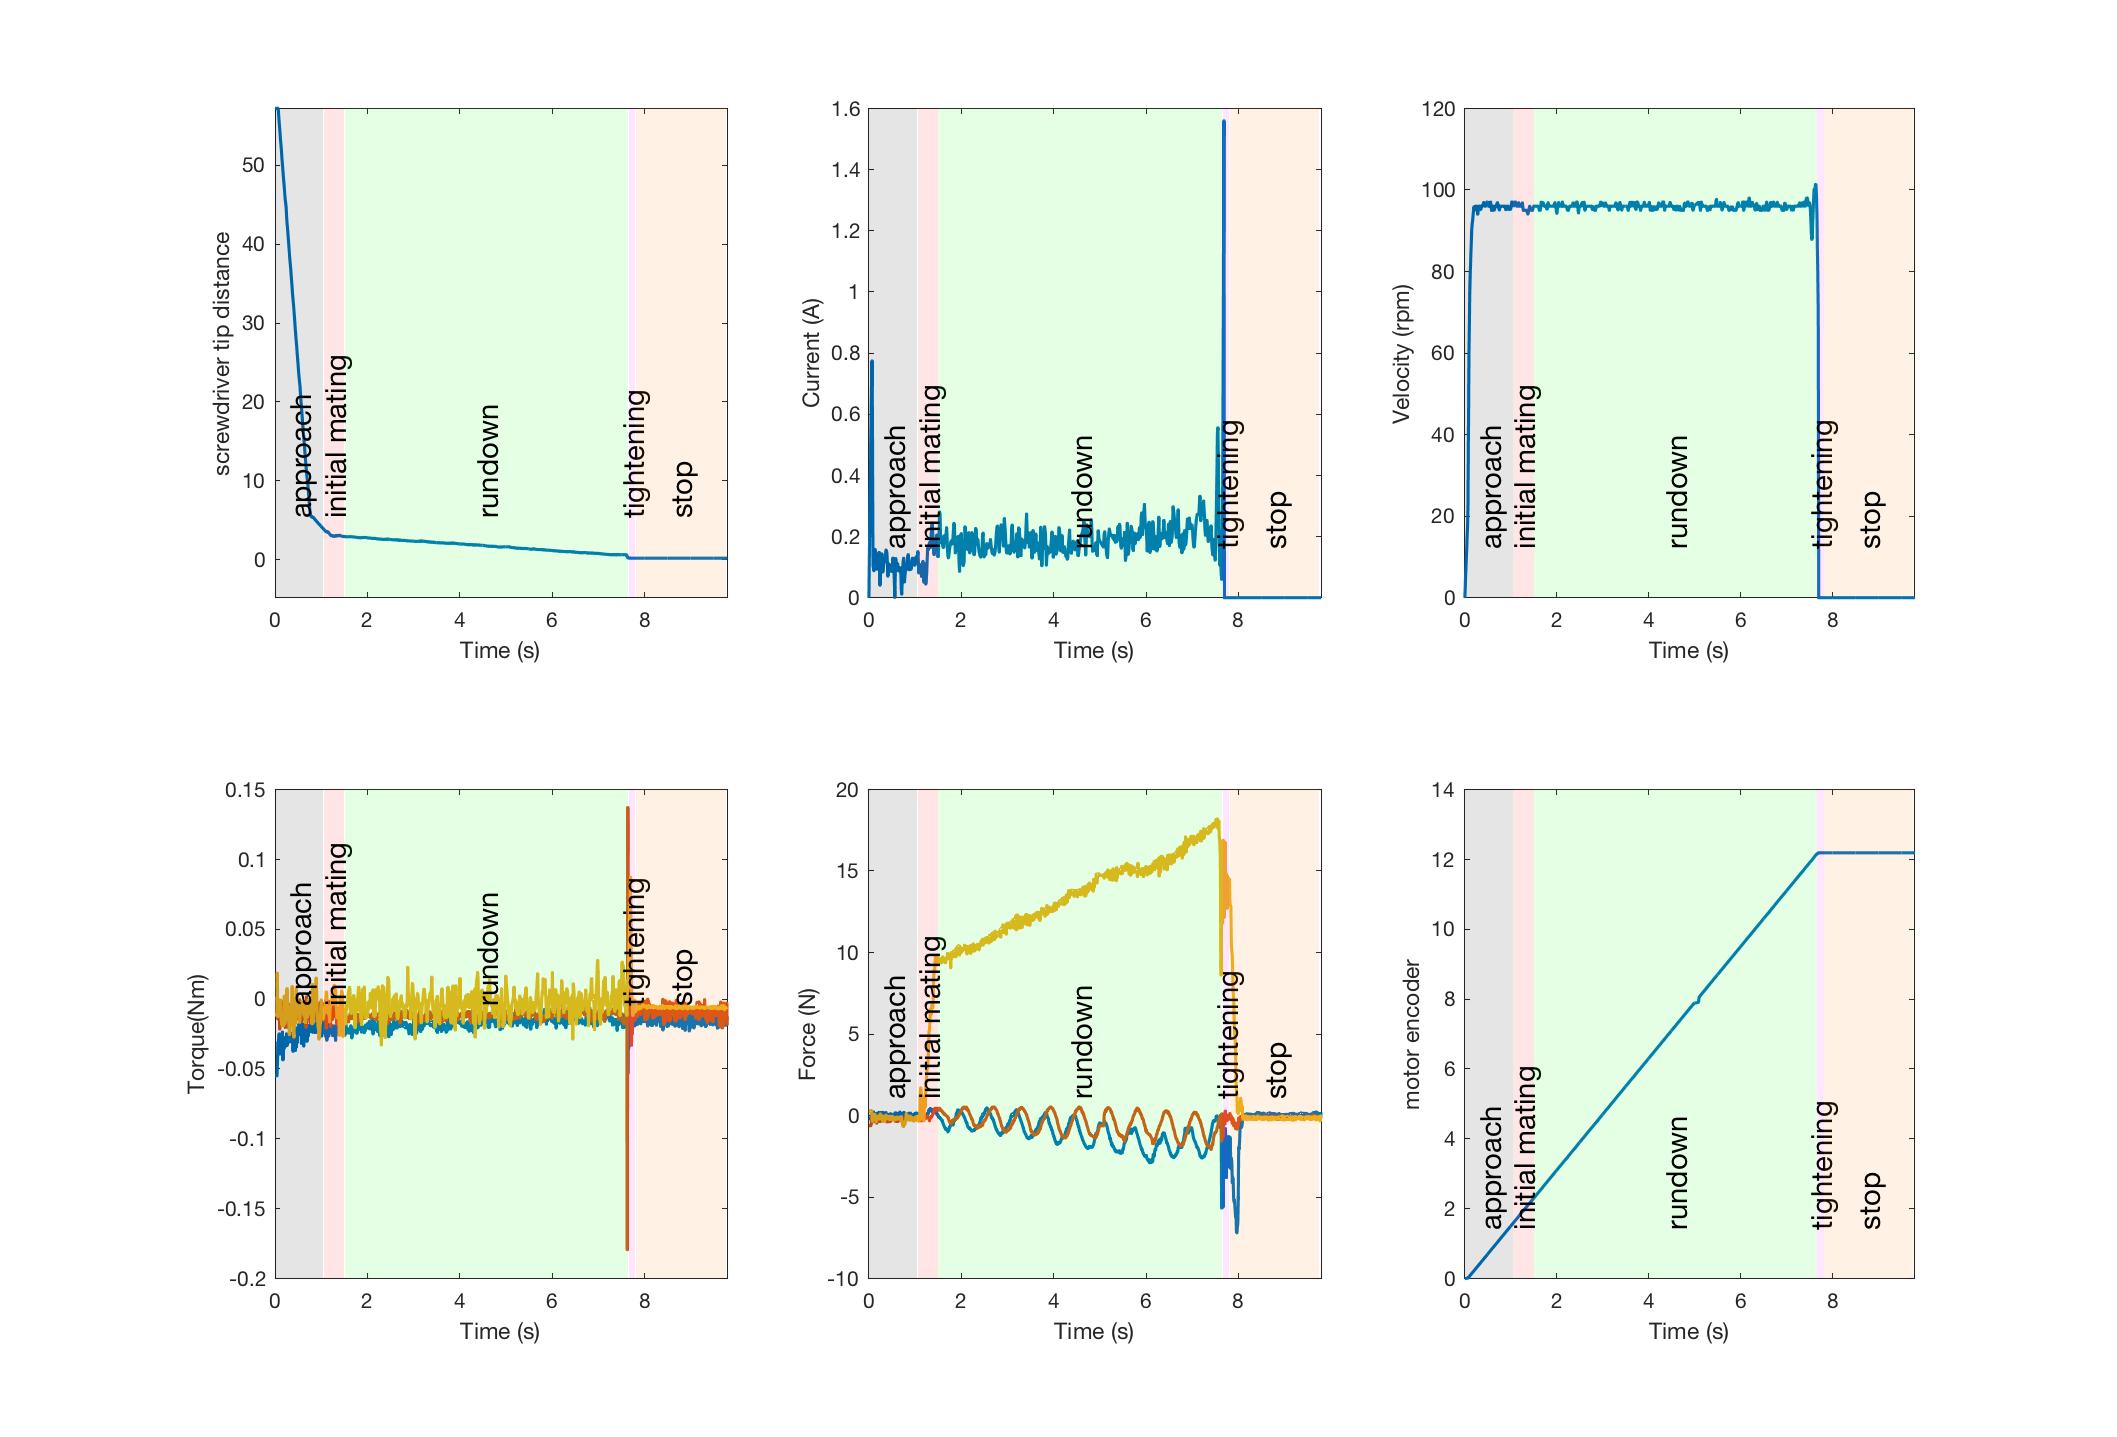 screwdriver tip distance
50
40
30
20
10
0
approach
initial mating
rundown
tightening
stop
0 2 4 6 8
Time (s)
Current (A)
1.6
1.4
1.2
1
0.8
0.6
0.4
0.2
0
approach
initial mating
rundown
tightening
stop
0 2 4 6 8
Time (s)
Velocity (rpm)
120
100
80
60
40
20
0
approach
initial mating
rundown
tightening
stop
0 2 4 6 8
Time (s)
Torque(Nm)
0.15
0.1
0.05
0
-0.05
-0.1
-0.15
-0.2
approach
initial mating
rundown
tightening
stop
0 2 4 6 8
Time (s)
Force (N)
20
15
10
5
0
-5
-10
approach
initial mating
rundown
tightening
stop
0 2 4 6 8
Time (s)
motor encoder
14
12
10
8
6
4
2
0
approach
initial mating
rundown
tightening
stop
0 2 4 6 8
Time (s)